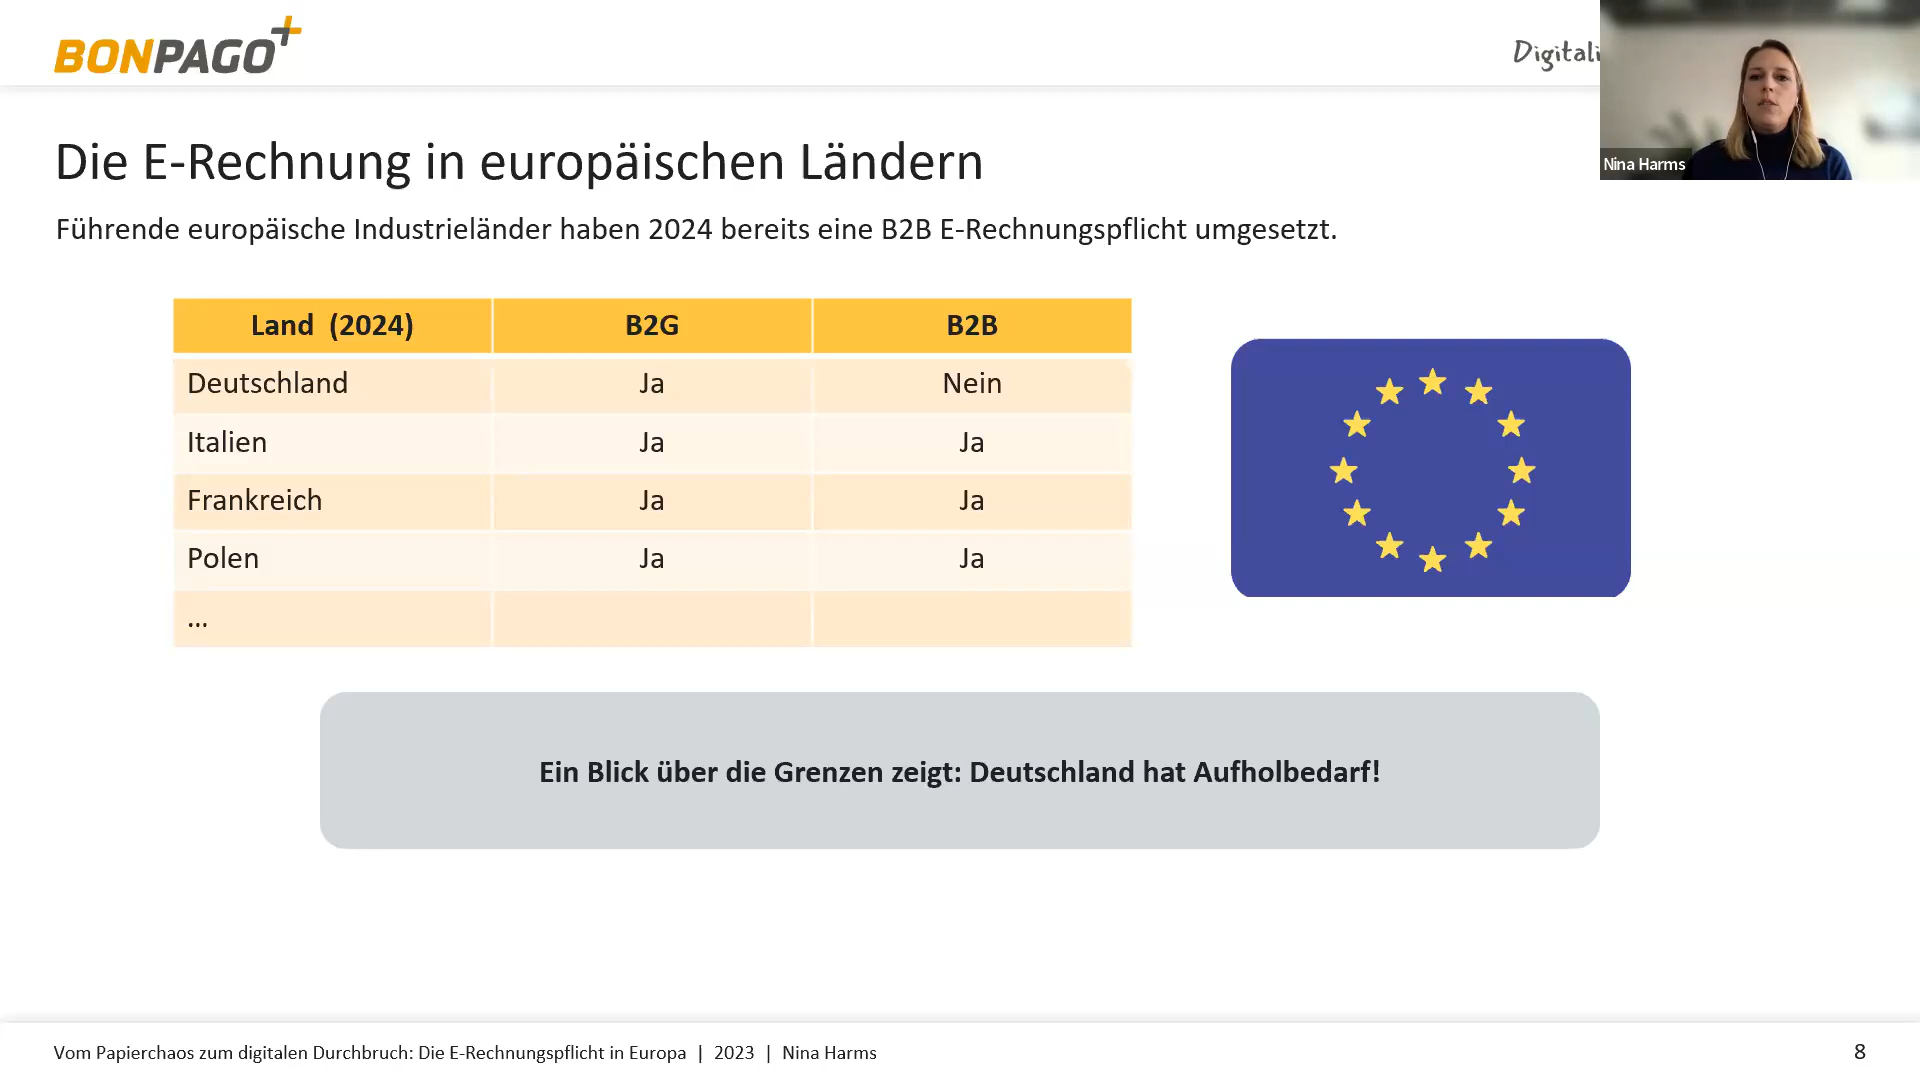 BONPAGO
Digitali
Nina Harms
Die E-Rechnung in europäischen Ländern
Führende europäische Industrieländer haben 2024 bereits eine B2B E-Rechnungspflicht umgesetzt.
Land (2024) B2G B2B
Deutschland Ja Nein
Italien Ja Ja
Frankreich Ja Ja
Polen Ja Ja
...
Ein Blick über die Grenzen zeigt: Deutschland hat Aufholbedarf!
Vom Papierchaos zum digitalen Durchbruch: Die E-Rechnungspflicht in Europa | 2023 | Nina Harms 8